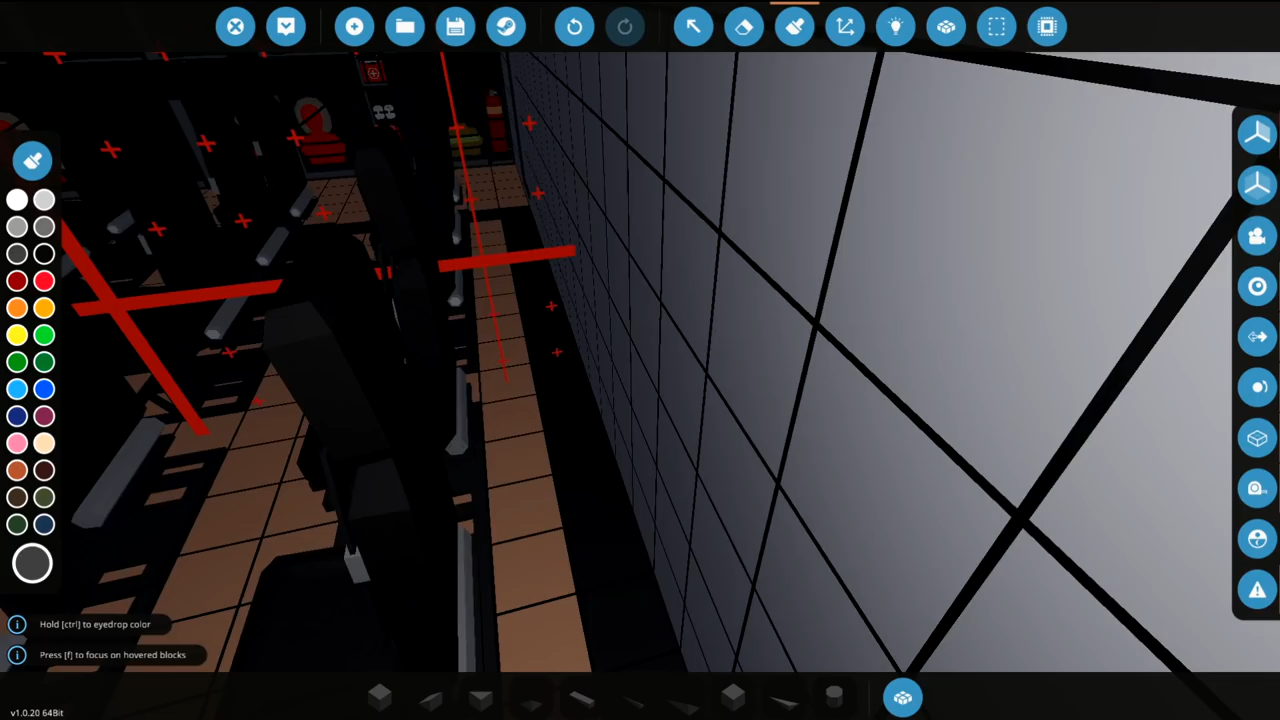 Hold [ctrl] to eyedrop color
Press [f] to focus on hovered blocks
v1.0.20 64Bit